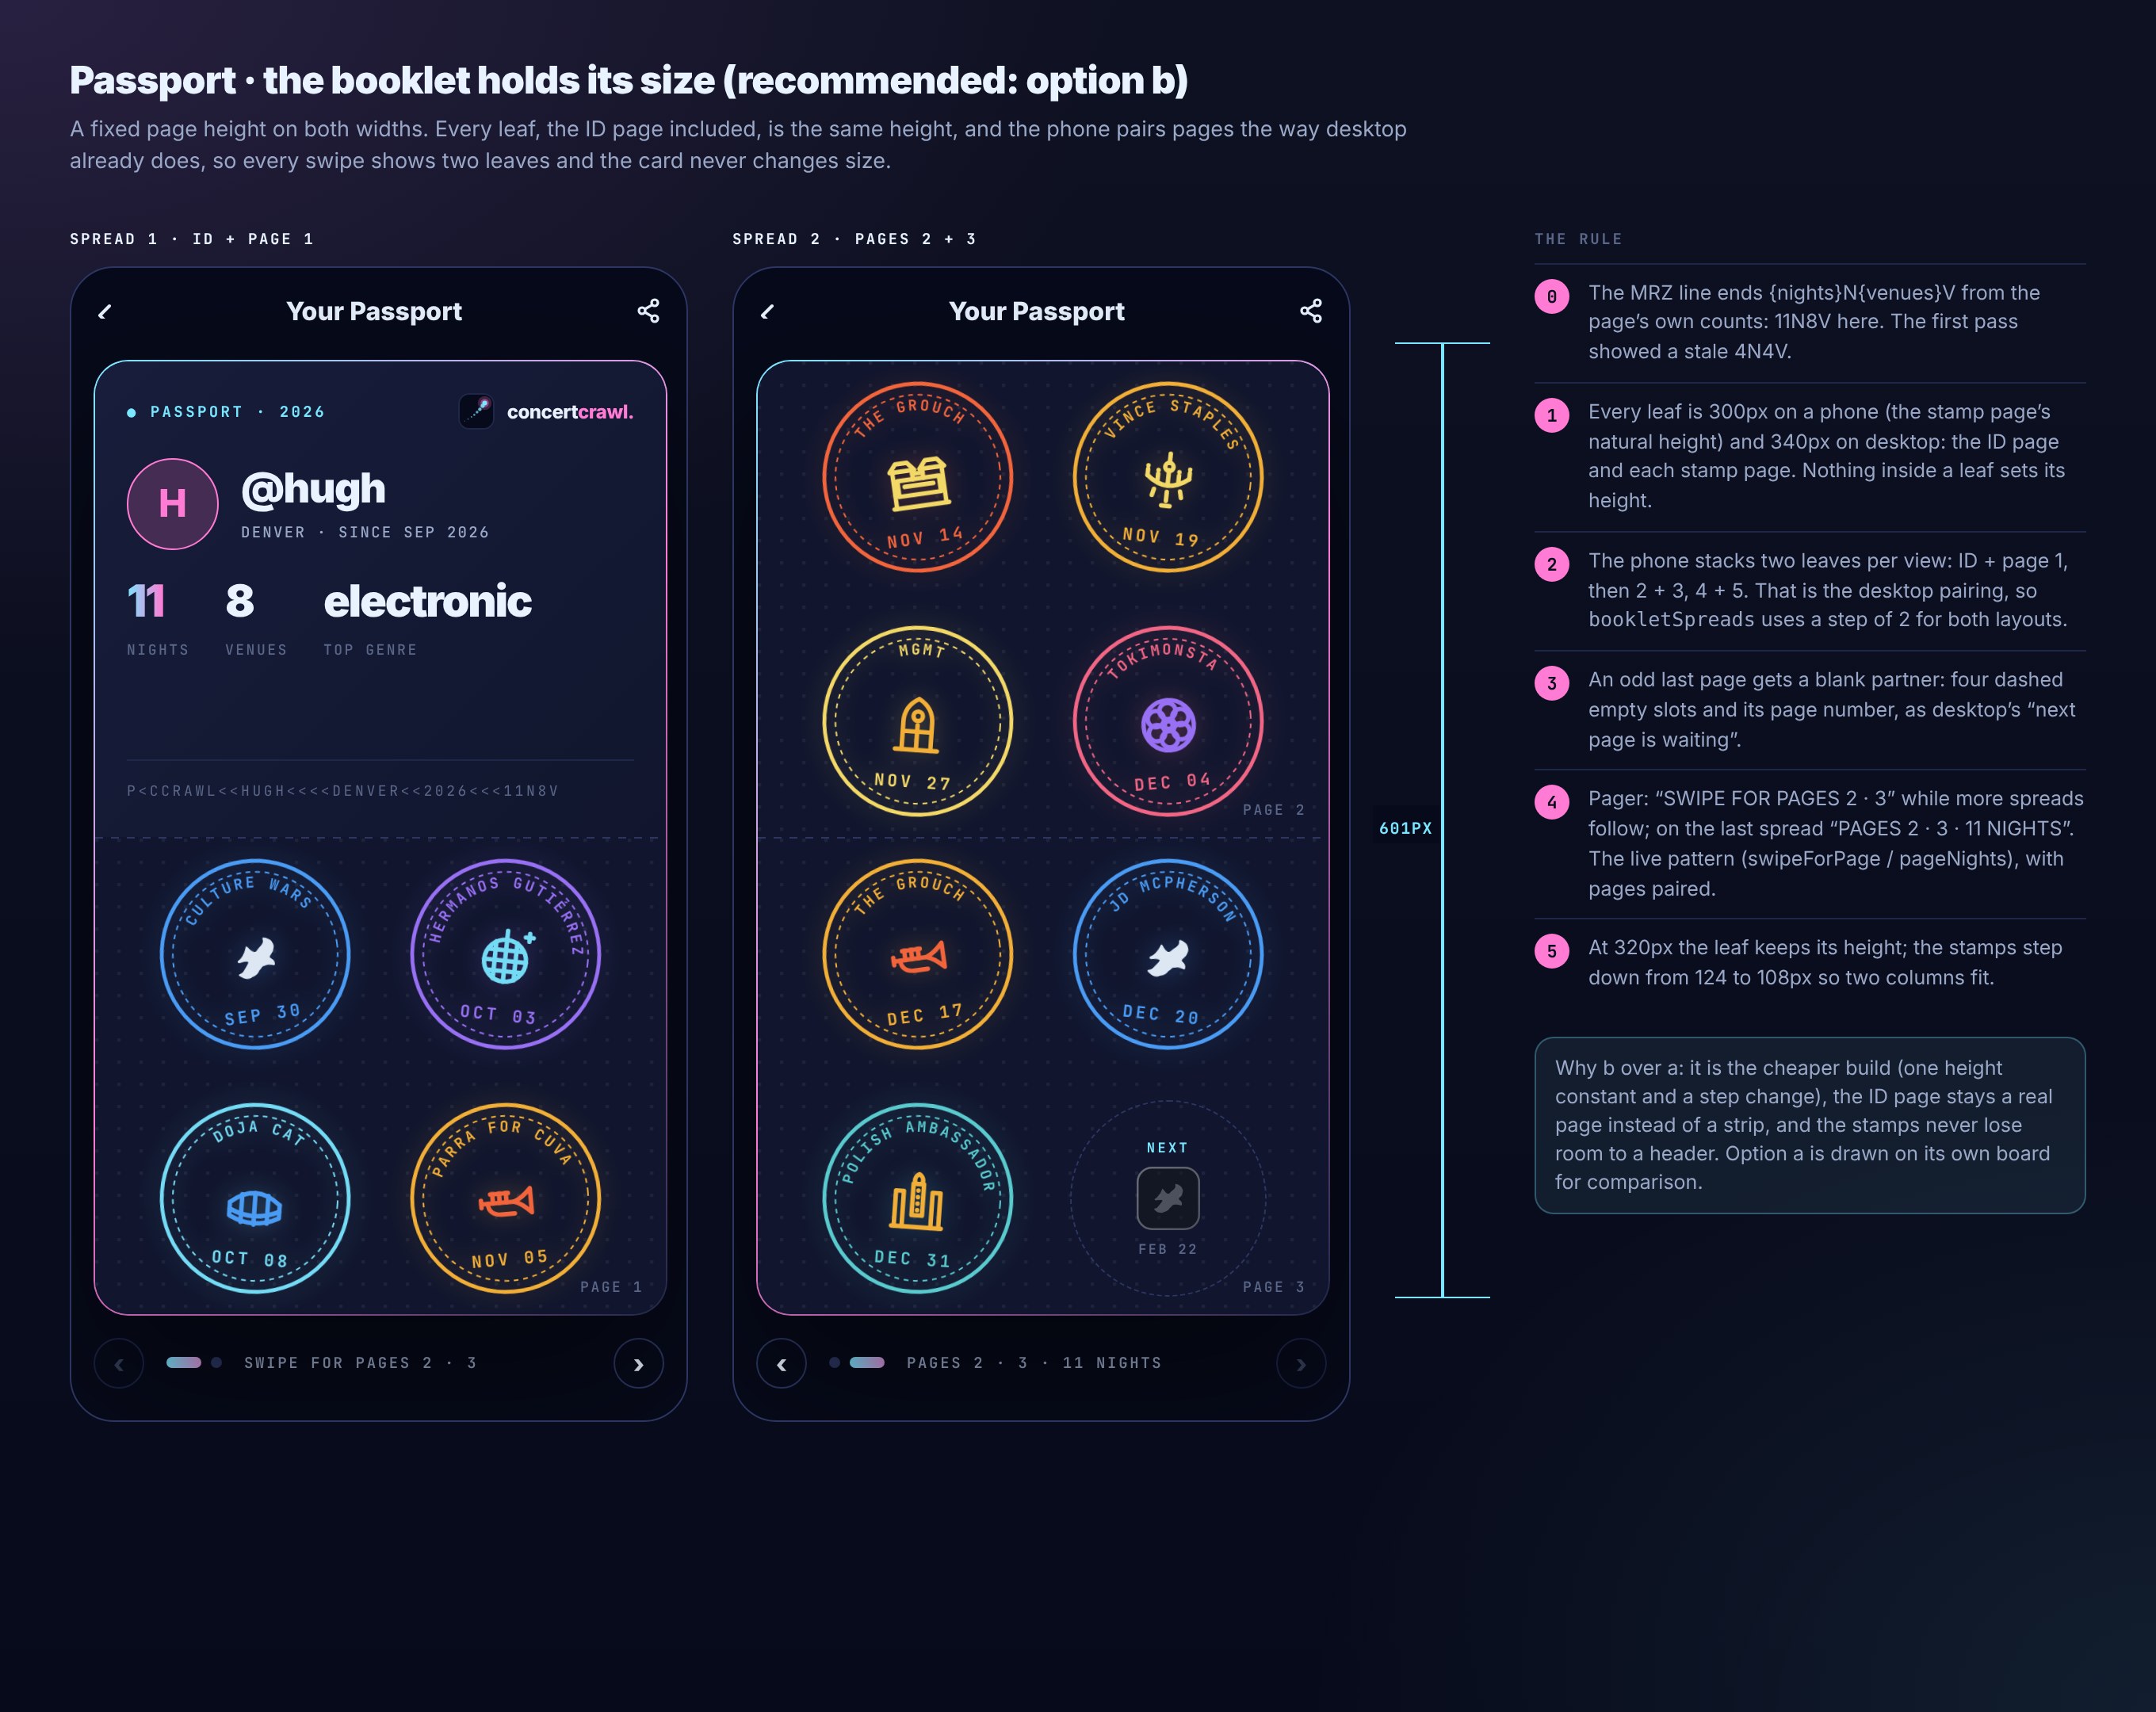 Passport · the booklet holds its size (recommended: option b)
A fixed page height on both widths. Every leaf, the ID page included, is the same height, and the phone pairs pages the way desktop
already does, so every swipe shows two leaves and the card never changes size.
SPREAD 1 · ID + PAGE 1
Your Passport
PASSPORT · 2026
concertcrawl.
H
@hugh
DENVER · SINCE SEP 2026
11
8
electronic
NIGHTS
VENUES
TOP GENRE
P<CCRAWL<<HUGH<<<<DENVER<<2026<<<11N8V
CULTURE WARS
SEP 30
HERMANOS GUTIÉRREZ
OCT 03
DOJA CAT
OCT 08
PARRA FOR CUVA
NOV 05
PAGE 1
‹
SWIPE FOR PAGES 2 · 3
›
SPREAD 2 · PAGES 2 + 3
Your Passport
THE GROUCH
NOV 14
VINCE STAPLES
NOV 19
MGMT
NOV 27
TOKIMONSTA
DEC 04
PAGE 2
THE GROUCH
DEC 17
JD MCPHERSON
DEC 20
POLISH AMBASSADOR
DEC 31
NEXT
FEB 22
PAGE 3
‹
PAGES 2 · 3 · 11 NIGHTS
›
601PX
THE RULE
0
The MRZ line ends {nights}N{venues}V from the
page’s own counts: 11N8V here. The first pass
showed a stale 4N4V.
1
Every leaf is 300px on a phone (the stamp page’s
natural height) and 340px on desktop: the ID page
and each stamp page. Nothing inside a leaf sets its
height.
2
The phone stacks two leaves per view: ID + page 1,
then 2 + 3, 4 + 5. That is the desktop pairing, so
bookletSpreads uses a step of 2 for both layouts.
3
An odd last page gets a blank partner: four dashed
empty slots and its page number, as desktop’s “next
page is waiting”.
4
Pager: “SWIPE FOR PAGES 2 · 3” while more spreads
follow; on the last spread “PAGES 2 · 3 · 11 NIGHTS”.
The live pattern (swipeForPage / pageNights), with
pages paired.
5
At 320px the leaf keeps its height; the stamps step
down from 124 to 108px so two columns fit.
Why b over a: it is the cheaper build (one height
constant and a step change), the ID page stays a real
page instead of a strip, and the stamps never lose
room to a header. Option a is drawn on its own board
for comparison.